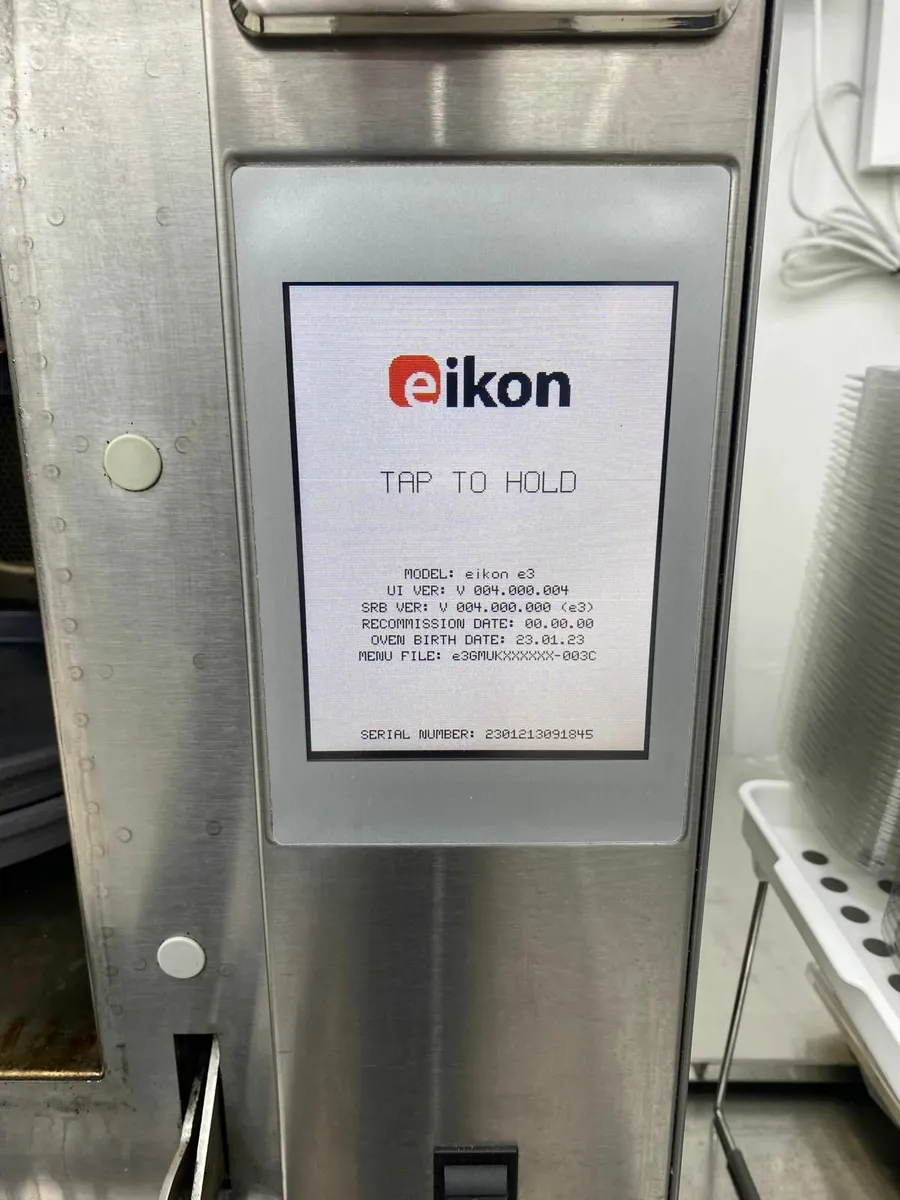 eikon
TAP TO HOLD
MODEL: eikon e3
UI VER: V 004.000.004
SRB VER: V 004.000.000 (e3)
RECOMMISSION DATE: 00.00.00
OVEN BIRTH DATE: 23.01.23
MENU FILE: e3GMUKXXXXXX-003C
SERIAL NUMBER: 2301213091845